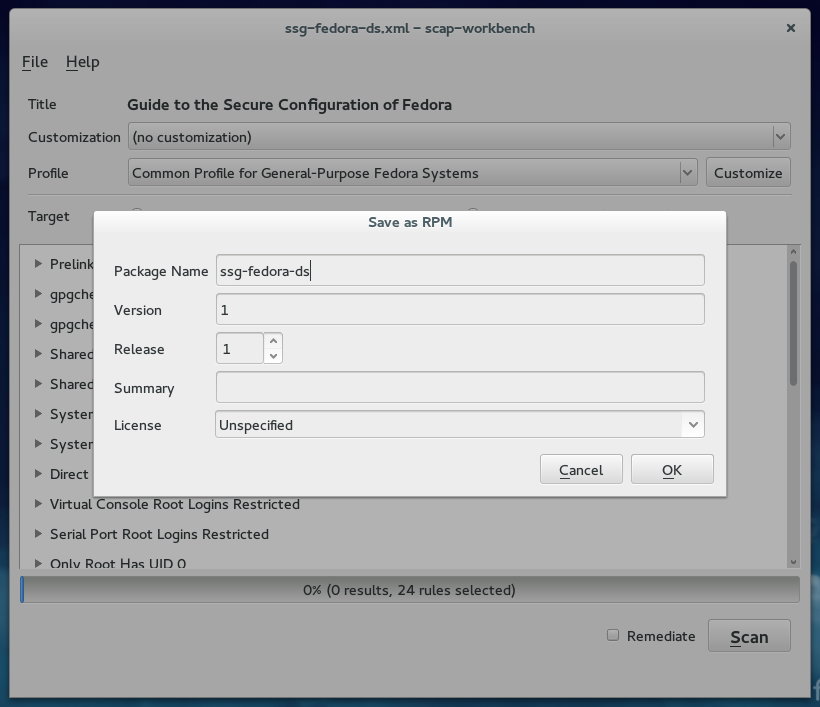 ssg-fedora-ds.xml – scap-workbench
File Help
Title Guide to the Secure Configuration of Fedora
Customization (no customization)
Profile Common Profile for General-Purpose Fedora Systems Customize
Target
Save as RPM
Package Name ssg-fedora-ds
Version 1
Release 1
Summary
License Unspecified
Cancel OK
Prelink
gpgche
gpgche
Shared
Shared
System
System
Direct
Virtual Console Root Logins Restricted
Serial Port Root Logins Restricted
Only Root Has UID 0
0% (0 results, 24 rules selected)
Remediate Scan